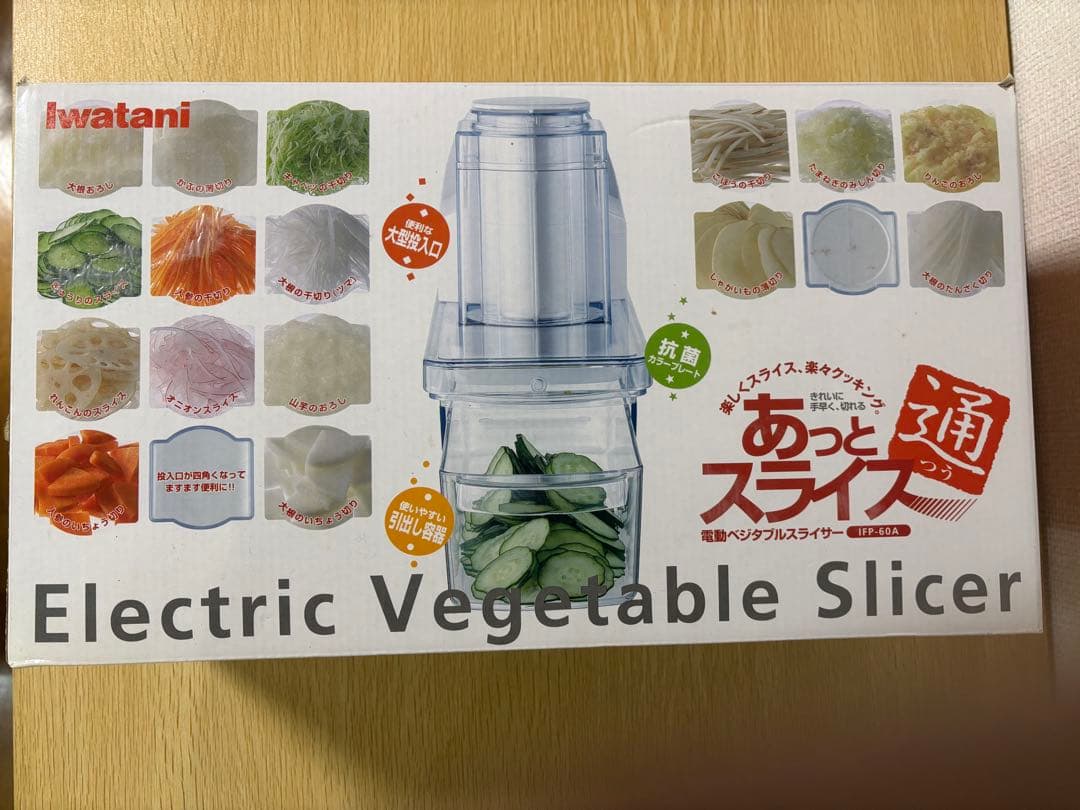 Iwatani
大根おろし
かぶの薄切り
キャベツの千切り
きゅうりのスライス
人参の千切り
大根の千切り(ツマ)
れんこんのスライス
オニオンスライス
山芋のおろし
人参のいちょう切り
投入口が四角くなって
ますます便利に!!
大根のいちょう切り
便利な
大型投入口
抗菌
カラープレート
使いやすい
引出し容器
ごぼうの千切り
たまねぎのみじん切り
りんごのおろし
じゃがいもの薄切り
大根のたんざく切り
楽しくスライス、楽々クッキング。
きれいに
手早く、切れる
あっと
スライス
通
つう
電動ベジタブルスライサー IFP-60A
Electric Vegetable Slicer